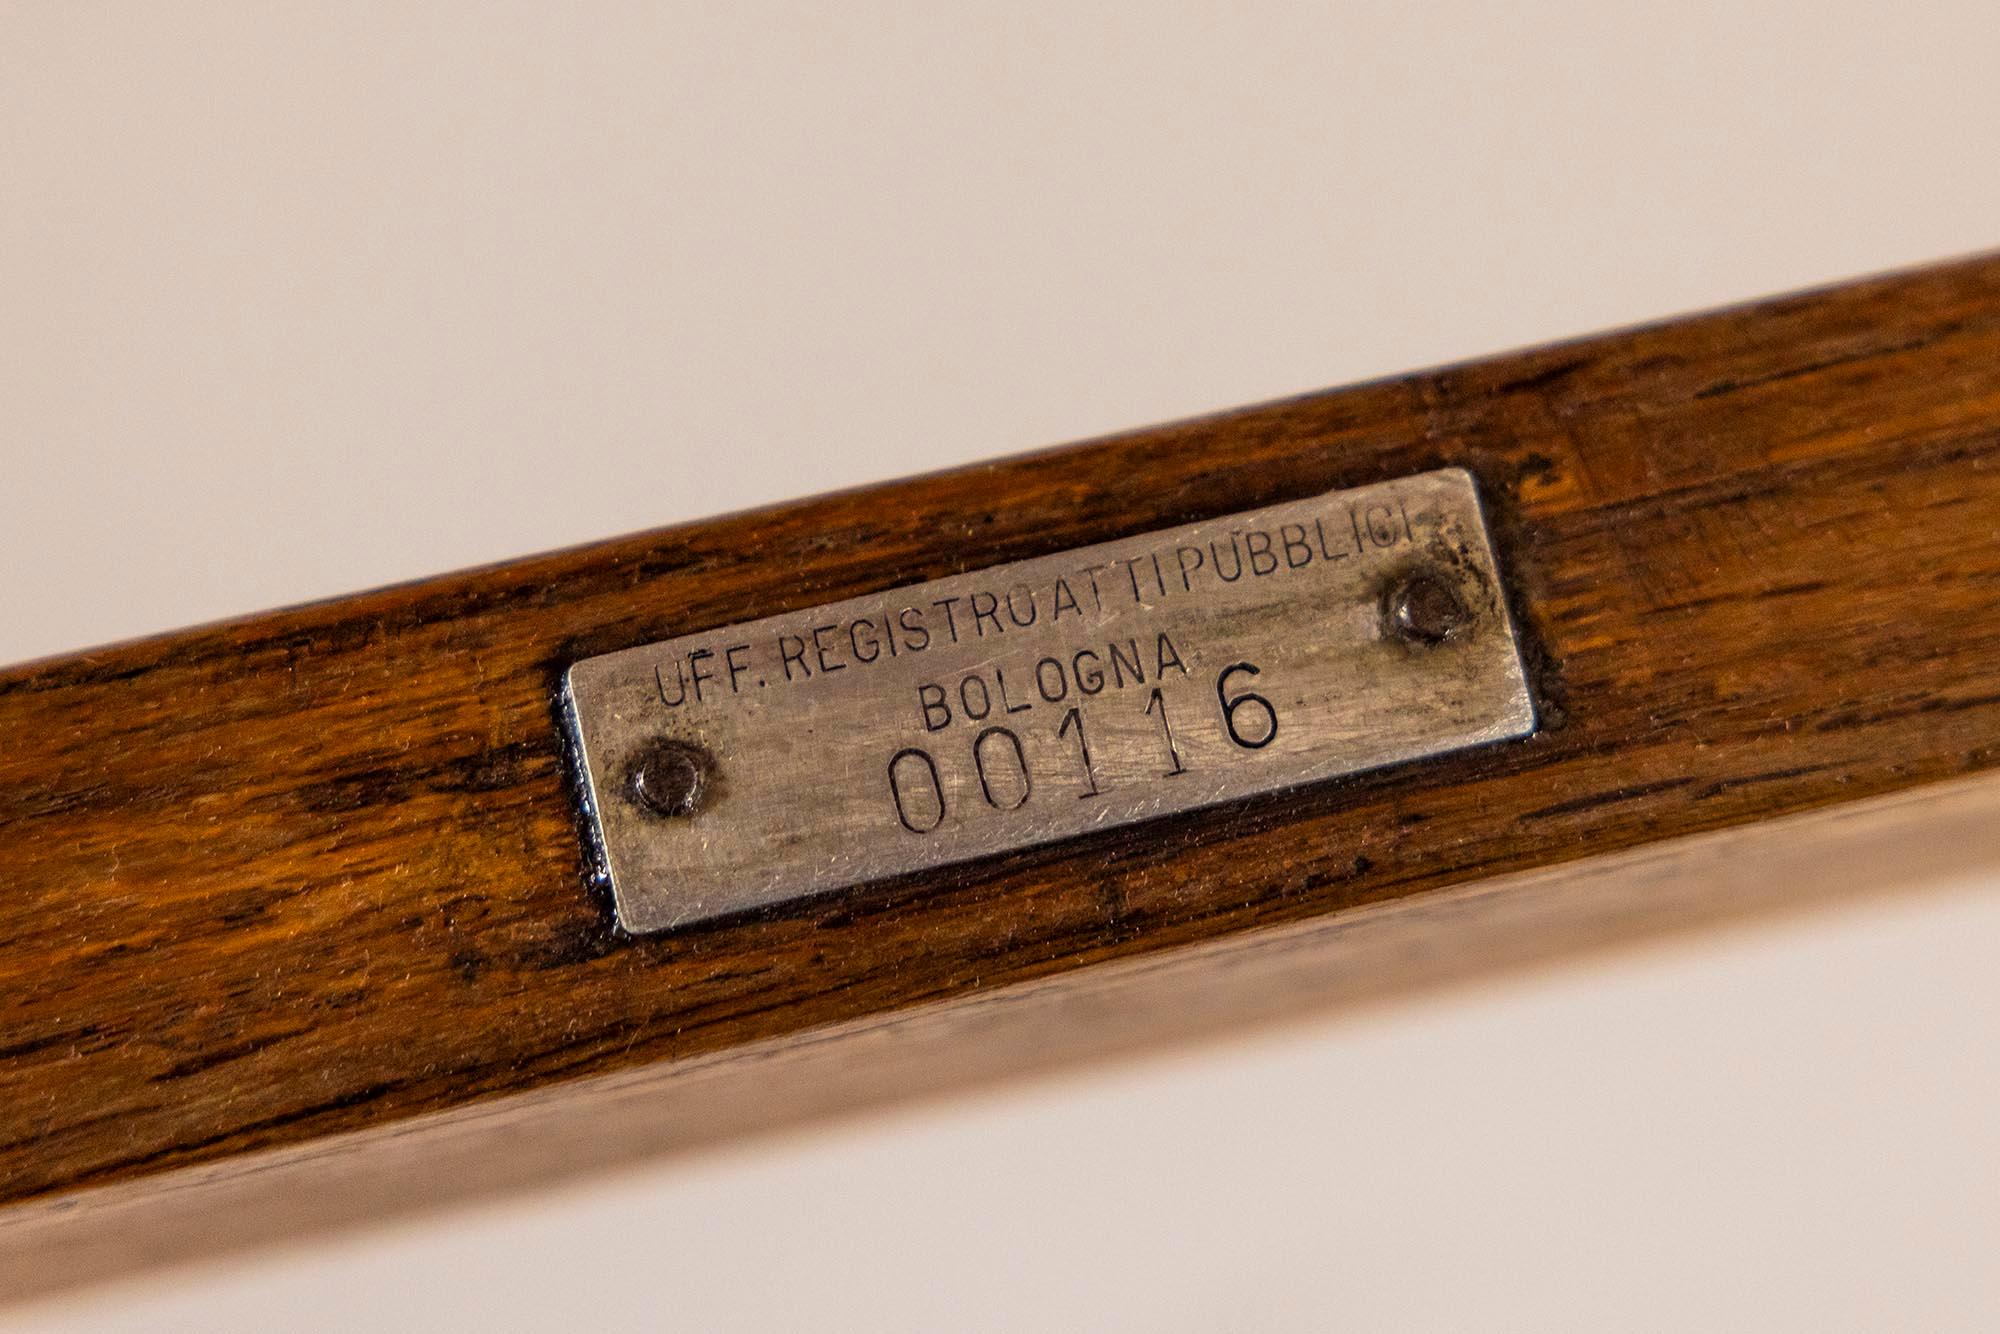 UFF. REGISTRO ATTI PUBBLICI
BOLOGNA
00116